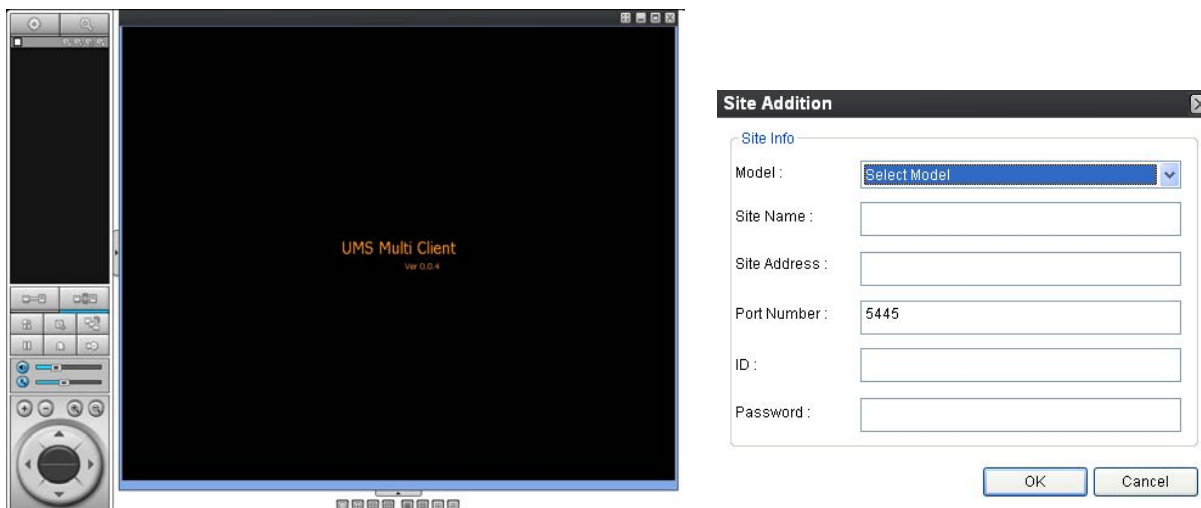 UMS Multi Client
Ver 0.0.4
Site Addition
Site Info
Model :
Select Model
Site Name :
Site Address :
Port Number :
5445
ID :
Password :
OK
Cancel